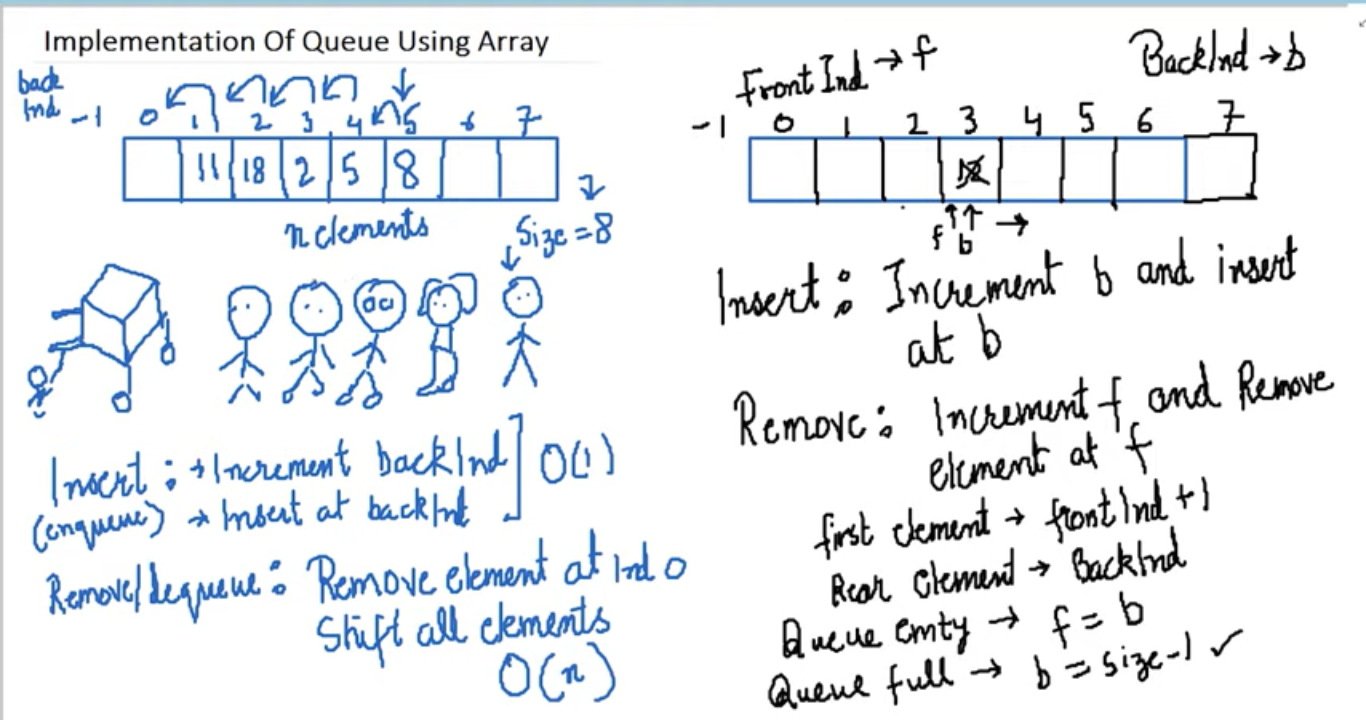 Implementation Of Queue Using Array
back
Ind -1 0 1 2 3 4 5 6 7
11 18 2 5 8
n elements
Size = 8
Insert : → Increment backInd ] O(1)
(enqueue) → Insert at backInd
Remove/dequeue : Remove element at Ind 0
Shift all elements
O(n)
Front Ind → f
BackInd → b
-1 0 1 2 3 4 5 6 7
f b →
Insert : Increment b and insert
at b
Remove : Increment f and Remove
element at f
first element → frontInd + 1
Rear element → BackInd
Queue emty → f = b
Queue full → b = size-1 ✓